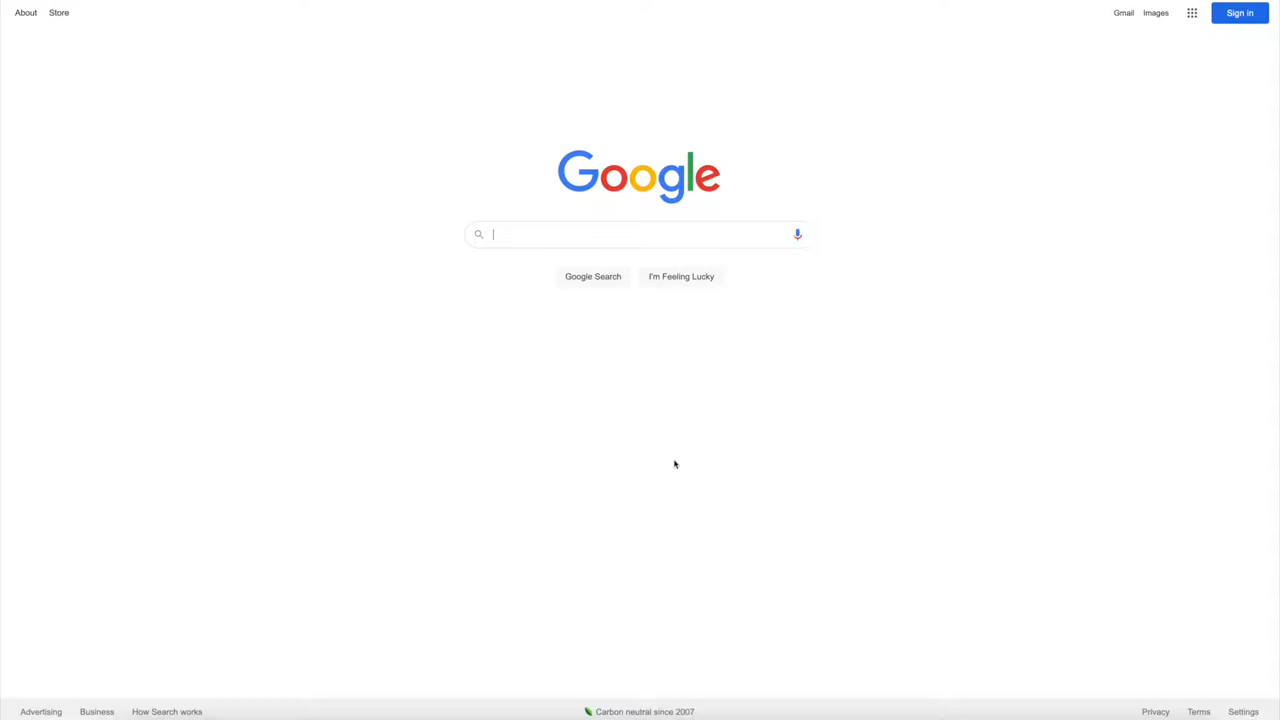 About Store Gmail Images Sign in
Google
Google Search I'm Feeling Lucky
Advertising Business How Search works Carbon neutral since 2007 Privacy Terms Settings